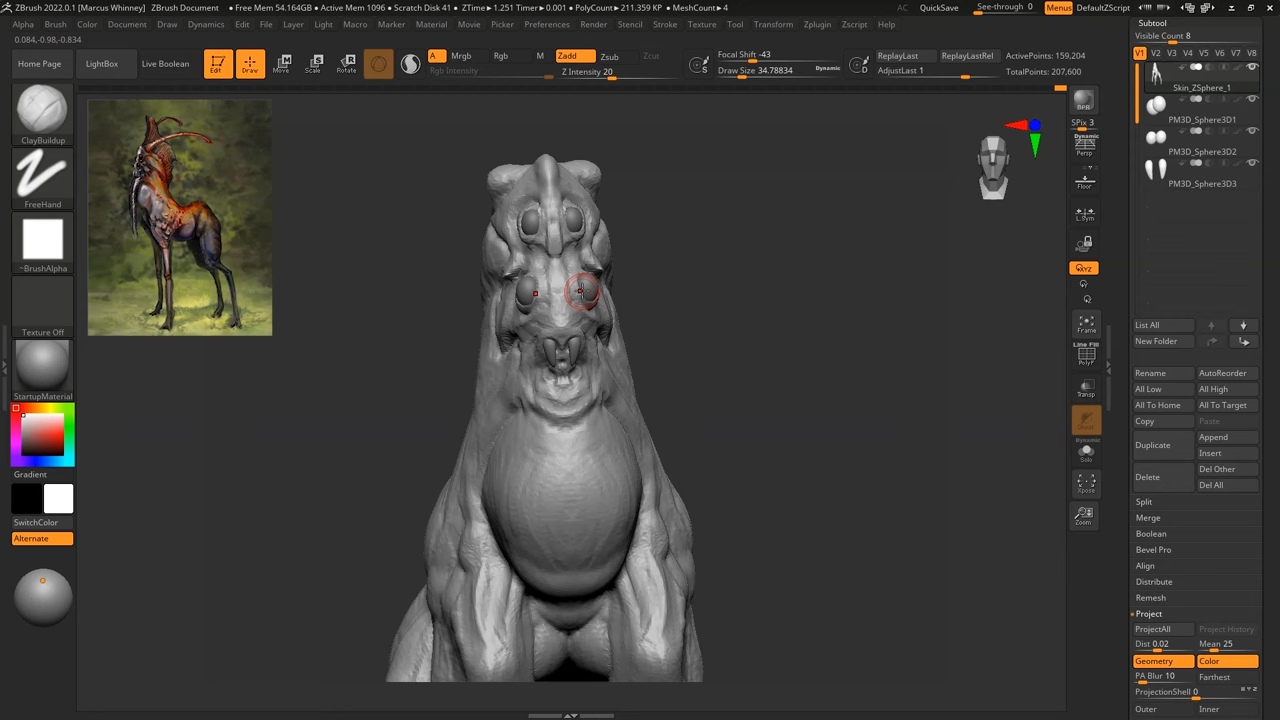 ZBrush 2022.0.1 [Marcus Whinney] ZBrush Document • Free Mem 54.164GB • Active Mem 1096 • Scratch Disk 41 • ZTime▸1.251 Timer▸0.001 • PolyCount▸211.359 KP • MeshCount▸4 AC QuickSave See-through 0 Menus DefaultZScript
Alpha Brush Color Document Draw Dynamics Edit File Layer Light Macro Marker Material Movie Picker Preferences Render Stencil Stroke Texture Tool Transform Zplugin Zscript Help
0.084,-0.98,-0.834
Home Page LightBox Live Boolean Edit Draw Move Scale Rotate
A Mrgb Rgb M Zadd Zsub Zcut
Rgb Intensity Z Intensity 20
Focal Shift -43
Draw Size 34.78834 Dynamic
S
D
ReplayLast ReplayLastRel
AdjustLast 1
ActivePoints: 159,204
TotalPoints: 207,600
ClayBuildup
FreeHand
~BrushAlpha
Texture Off
StartupMaterial
Gradient
SwitchColor
Alternate
BPR
SPix 3
Dynamic
Persp
Floor
L.Sym
XYZ
Frame
Line Fill
PolyF
Transp
Dynamic
Solo
Xpose
Zoom
Subtool
Visible Count 8
V1 V2 V3 V4 V5 V6 V7 V8
Skin_ZSphere_1
PM3D_Sphere3D1
PM3D_Sphere3D2
PM3D_Sphere3D3
List All
New Folder
Rename AutoReorder
All Low All High
All To Home All To Target
Copy Paste
Duplicate Append
Insert
Delete Del Other
Del All
Split
Merge
Boolean
Bevel Pro
Align
Distribute
Remesh
Project
ProjectAll Project History
Dist 0.02 Mean 25
Geometry Color
PA Blur 10 Farthest
ProjectionShell 0
Outer Inner